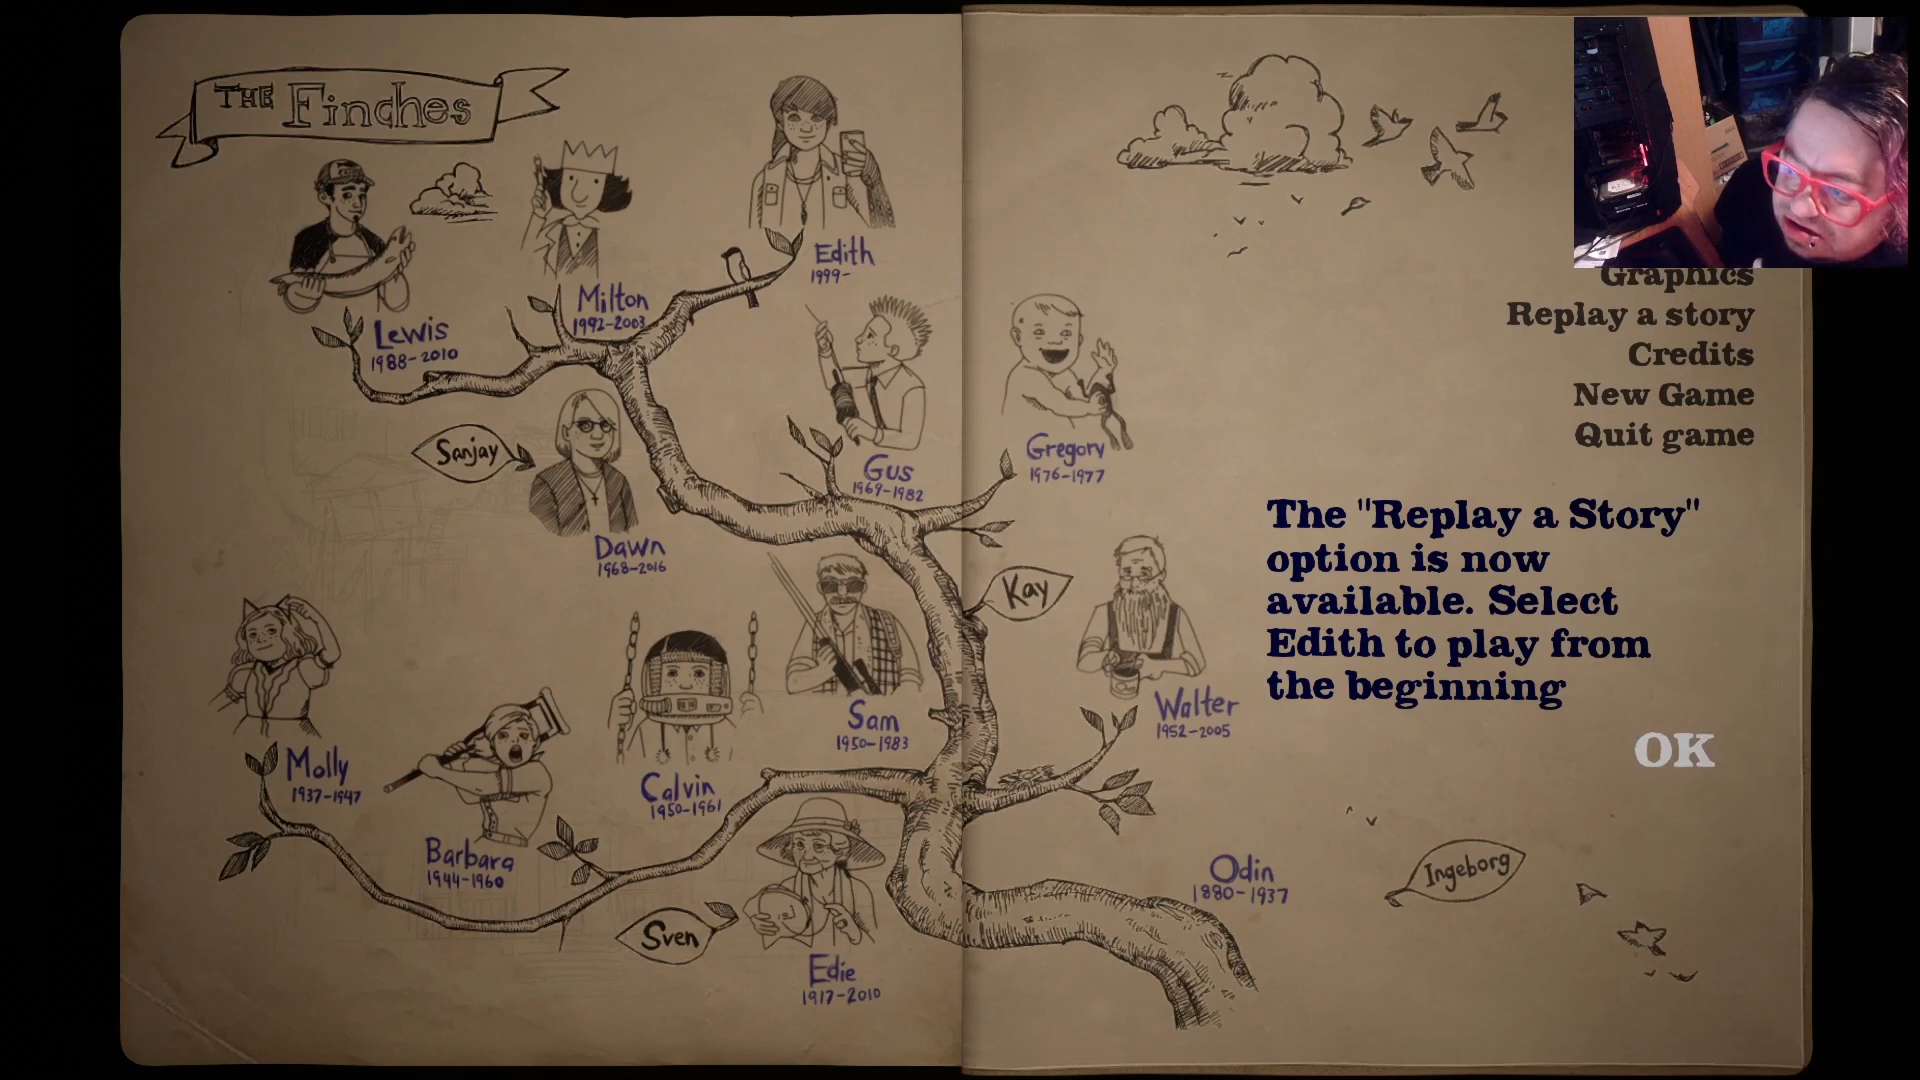 THE Finches
Edith
1999-
Milton
1992-2003
Lewis
1988-2010
Graphics
Replay a story
Credits
New Game
Quit game
Sanjay
Dawn
1968-2016
Gus
1969-1982
Gregory
1976-1977
Kay
The "Replay a Story"
option is now
available. Select
Edith to play from
the beginning
OK
Molly
1937-1947
Barbara
1944-1960
Calvin
1950-1961
Sam
1950-1983
Walter
1952-2005
Sven
Edie
1917-2010
Odin
1880-1937
Ingeborg